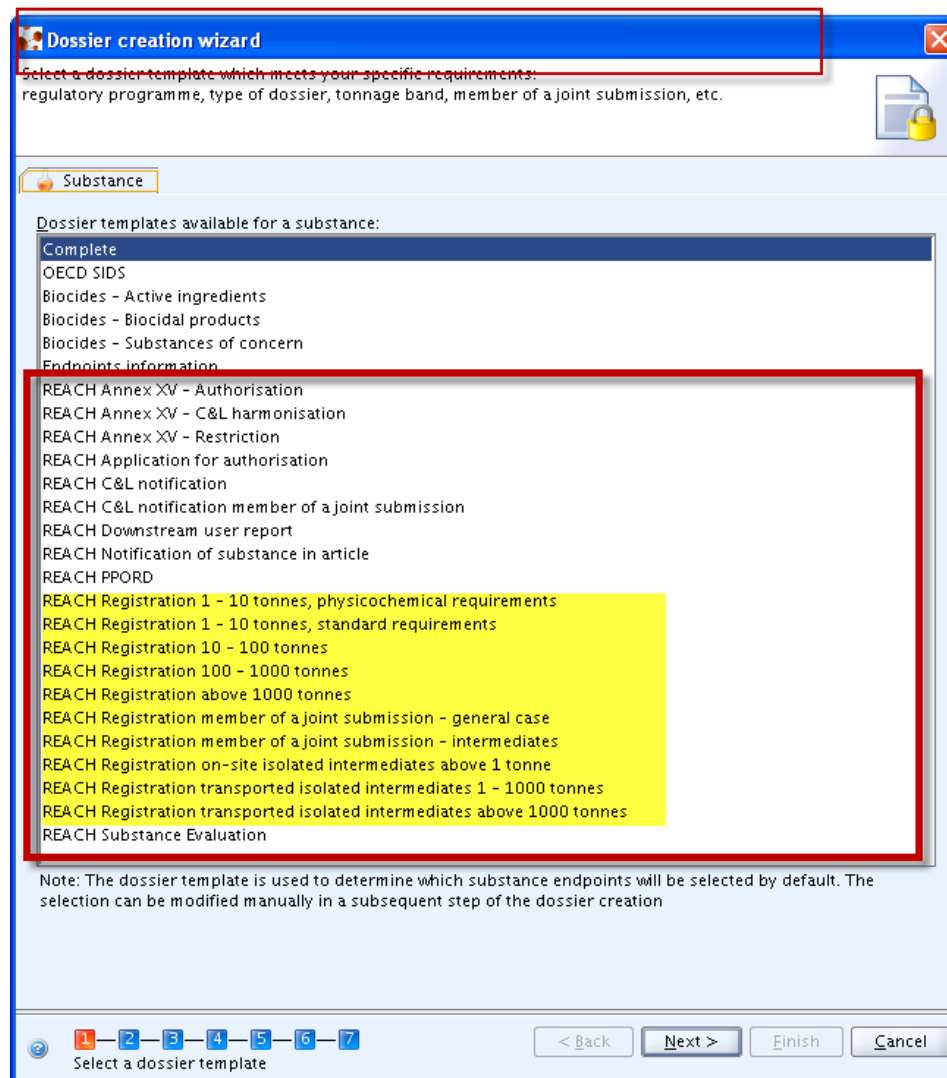 Dossier creation wizard
Select a dossier template which meets your specific requirements:
regulatory programme, type of dossier, tonnage band, member of a joint submission, etc.
Substance
Dossier templates available for a substance:
Complete
OECD SIDS
Biocides - Active ingredients
Biocides - Biocidal products
Biocides - Substances of concern
Endpoints information
REACH Annex XV - Authorisation
REACH Annex XV - C&L harmonisation
REACH Annex XV - Restriction
REACH Application for authorisation
REACH C&L notification
REACH C&L notification member of a joint submission
REACH Downstream user report
REACH Notification of substance in article
REACH PPORD
REACH Registration 1 - 10 tonnes, physicochemical requirements
REACH Registration 1 - 10 tonnes, standard requirements
REACH Registration 10 - 100 tonnes
REACH Registration 100 - 1000 tonnes
REACH Registration above 1000 tonnes
REACH Registration member of a joint submission - general case
REACH Registration member of a joint submission - intermediates
REACH Registration on-site isolated intermediates above 1 tonne
REACH Registration transported isolated intermediates 1 - 1000 tonnes
REACH Registration transported isolated intermediates above 1000 tonnes
REACH Substance Evaluation
Note: The dossier template is used to determine which substance endpoints will be selected by default. The
selection can be modified manually in a subsequent step of the dossier creation
1 2 3 4 5 6 7 < Back Next > Finish Cancel
Select a dossier template